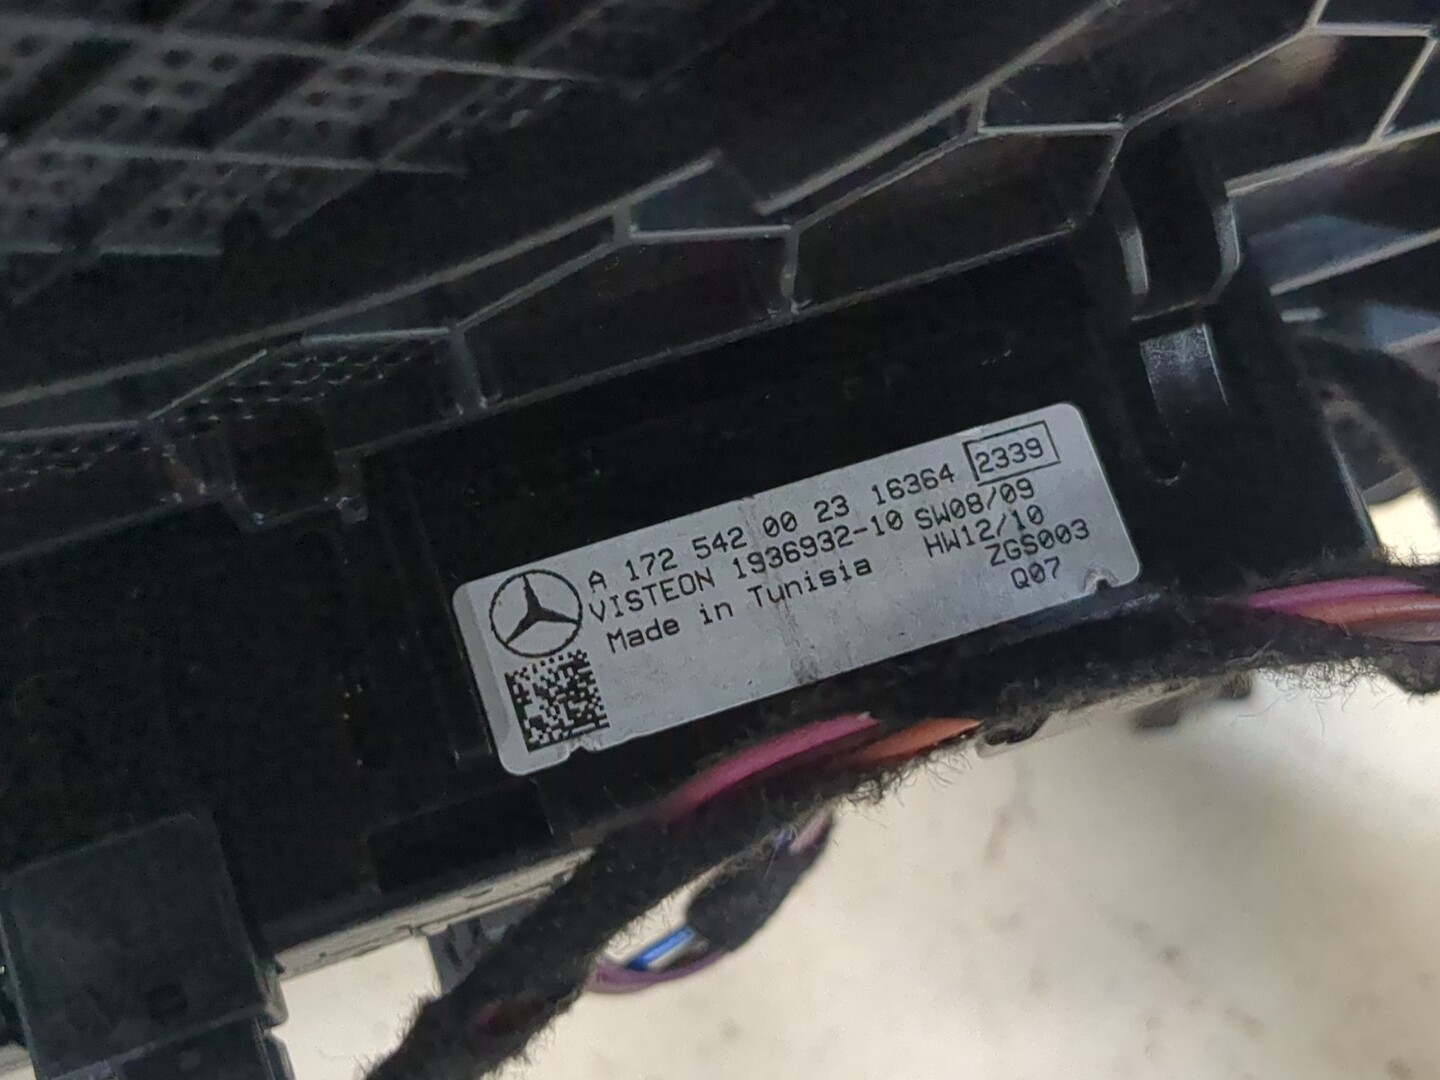 A 172 542 00 23 16364 2339
VISTEON 1936932-10 SW08/09
Made in Tunisia HW12/10
ZGS003
Q07